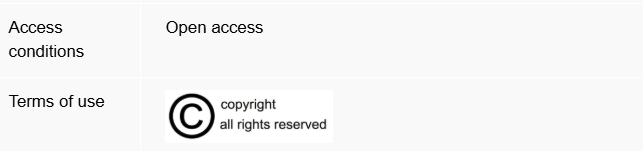 Access
conditions
Open access
Terms of use
© copyright
all rights reserved